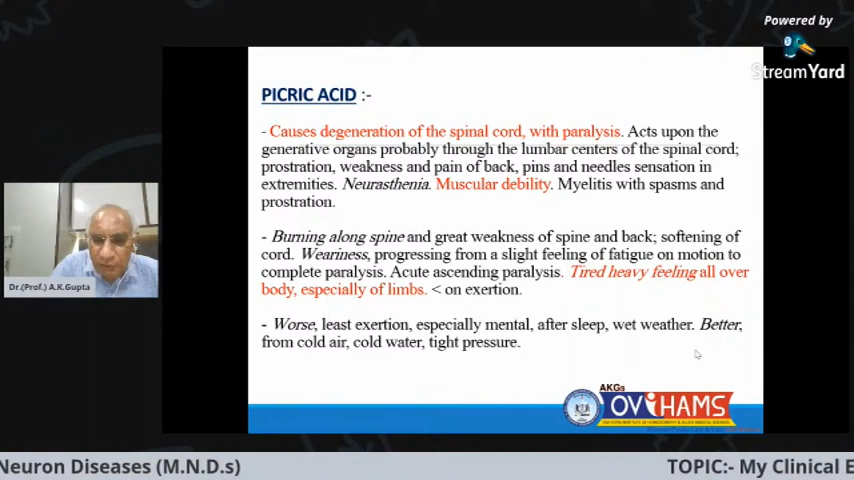 Powered by
StreamYard
PICRIC ACID :-
- Causes degeneration of the spinal cord, with paralysis. Acts upon the
generative organs probably through the lumbar centers of the spinal cord;
prostration, weakness and pain of back, pins and needles sensation in
extremities. Neurasthenia. Muscular debility. Myelitis with spasms and
prostration.
- Burning along spine and great weakness of spine and back; softening of
cord. Weariness, progressing from a slight feeling of fatigue on motion to
complete paralysis. Acute ascending paralysis. Tired heavy feeling all over
body, especially of limbs. < on exertion.
- Worse, least exertion, especially mental, after sleep, wet weather. Better,
from cold air, cold water, tight pressure.
Dr.(Prof.) A.K.Gupta
AKGs
OViHAMS
Neuron Diseases (M.N.D.s)
TOPIC:- My Clinical E